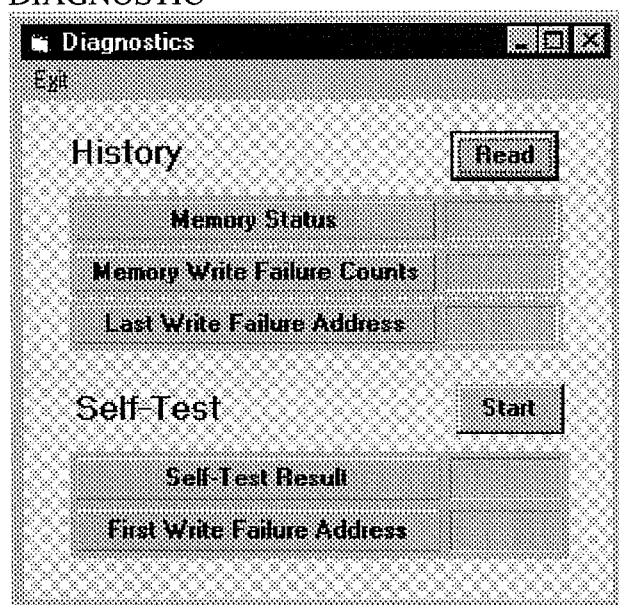 DIAGNOSTIC
Diagnostics
Exit
History Read
Memory Status
Memory Write Failure Counts
Last Write Failure Address
Self-Test Start
Self-Test Result
First Write Failure Address